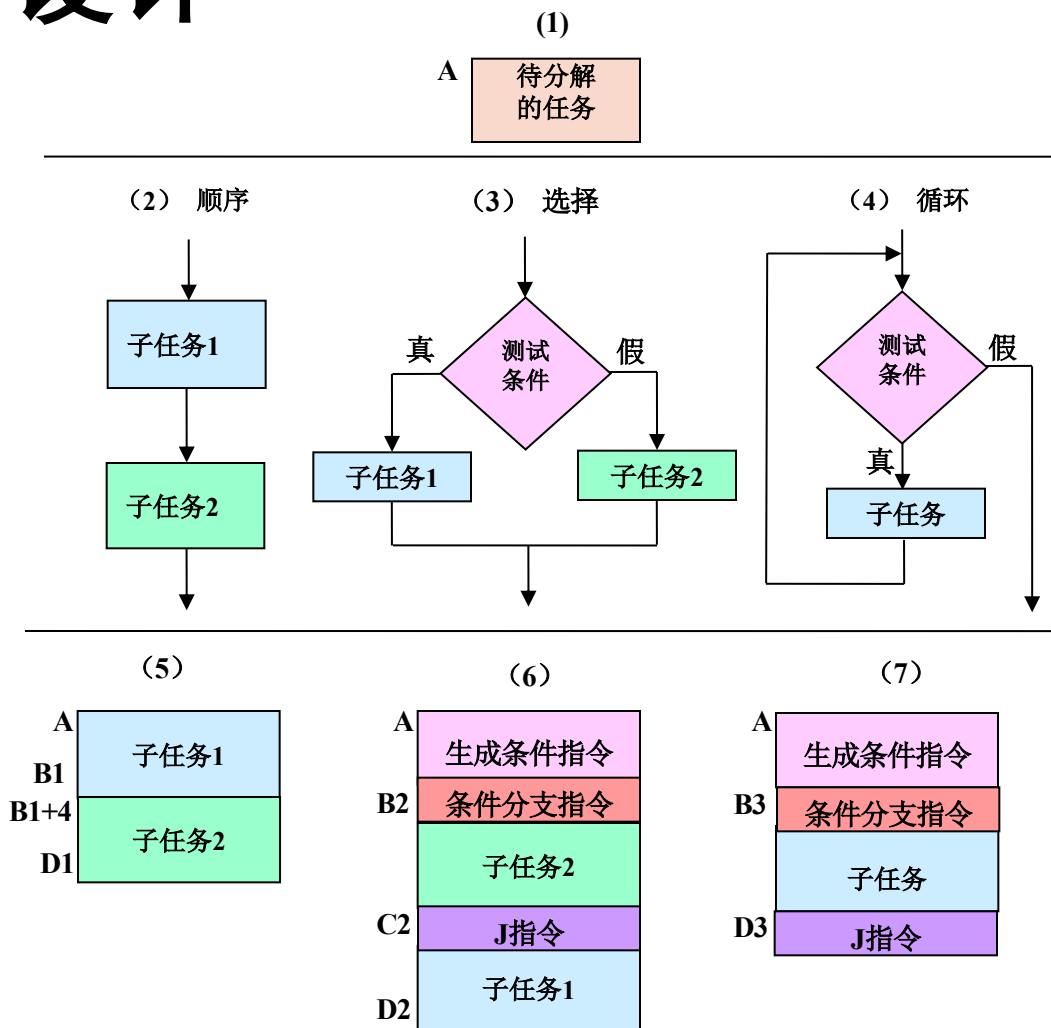 设计
(1)
A
待分解
的任务
（2） 顺序
（3） 选择
（4） 循环
子任务1
子任务2
真
测试
条件
假
子任务1
子任务2
测试
条件
假
真
子任务
（5）
（6）
（7）
A
子任务1
B1
B1+4
子任务2
D1
A
生成条件指令
B2
条件分支指令
子任务2
C2
J指令
子任务1
D2
A
生成条件指令
B3
条件分支指令
子任务
D3
J指令